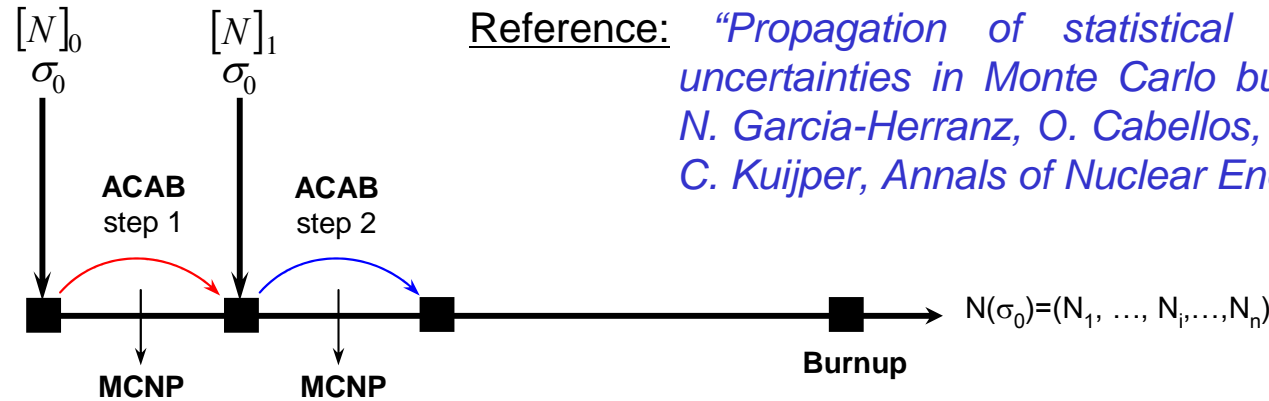 [N]₀
σ₀
[N]₁
σ₀
Reference: “Propagation of statistical
uncertainties in Monte Carlo
N. Garcia-Herranz, O. Cabellos,
C. Kuijper, Annals of Nuclear
ACAB
step 1
ACAB
step 2
N(σ₀)=(N₁, …, Nᵢ,…,Nₙ)
MCNP
MCNP
Burnup